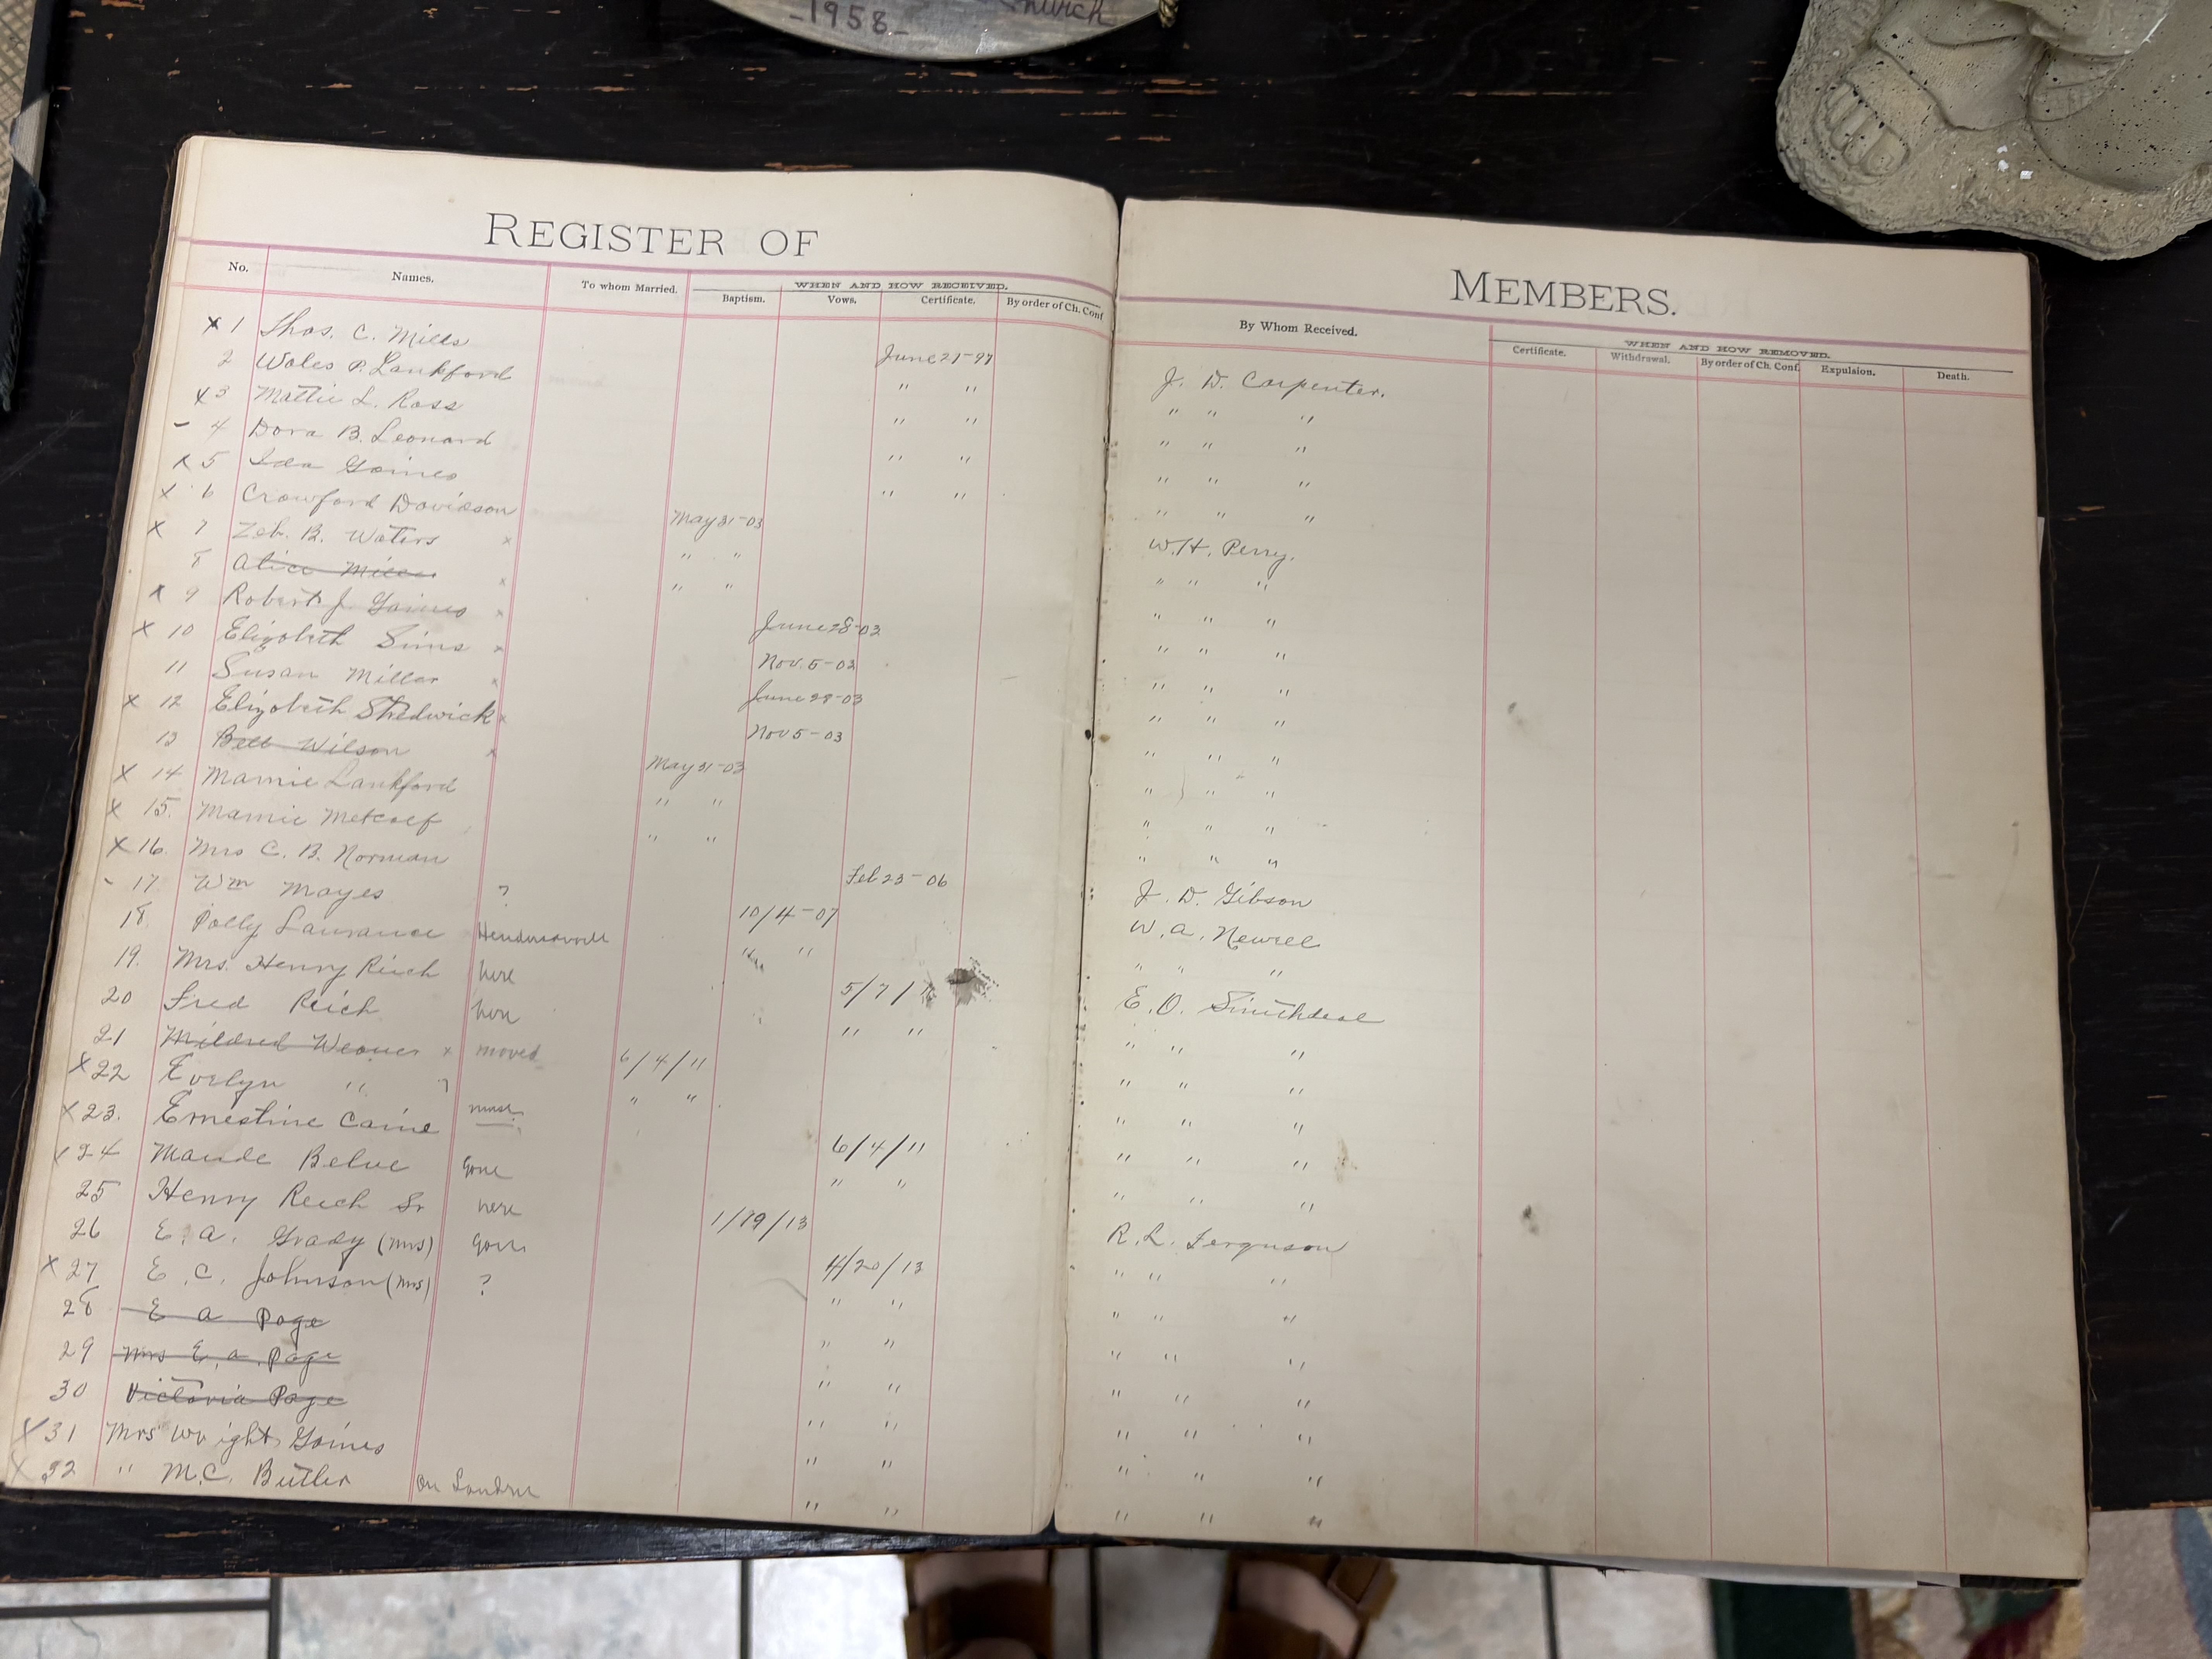 -1958-
REGISTER OF
No. Names. To whom Married. WHEN AND HOW RECEIVED. Baptism. Vows. Certificate. By order of Ch. Conf
MEMBERS.
By Whom Received. WHEN AND HOW REMOVED. Certificate. Withdrawal. By order of Ch. Conf. Expulsion. Death.
x 1 Thos. C. Mills June 27-97 J. D. Carpenter.
2 Wales P. Lankford " " " " "
x 3 Mattie L. Ross " " " " "
- 4 Dora B. Leonard " " " " "
x 5 Ida Gaines " " " " "
x 6 Crawford Davidson May 31-03 W. H. Perry.
x 7 Zeb. B. Waters x " " " " "
8 Alice Miller x " " " " "
x 9 Robert J. Gaines x June 28-03 " " "
x 10 Elizabeth Sims x Nov. 5-03 " " "
11 Susan Millar x June 28-03 " " "
x 12 Elizabeth Shedwick x Nov 5-03 " " "
13 Bell Wilson x May 31-03 " " "
x 14 Mamie Lankford " " " " "
x 15. Mamie Metcalf " " " " "
x 16. Mrs C. B. Norman Feb 23-06 J. D. Gibson
- 17 Wm Mayes ? 10/4-07 W. A. Newell
18 Polly Laurance " " " " "
19. Mrs. Henry Reich here 5/7/ E. O. Smithdeal
20 Fred Reich here " " " " "
21 Mildred Weaver x moved 6/4/11 " " "
x 22 Evelyn " ? " " " " "
x 23. Ernestine Caine 6/4/11 " " "
x 24 Maude Belue Gone " " " " "
25 Henry Reich Sr here 1/19/13 R. L. Ferguson
26 E. A. Grady (Mrs) Gone 4/20/13 " " "
x 27 E. C. Johnson (Mrs) ? " " " " "
28 E A Page " " " " "
29 Mrs E. A. Page " " " " "
30 Victoria Page " " " " "
x 31 Mrs Wright Gaines " " " " "
x 32 " M. C. Butler " " " " "